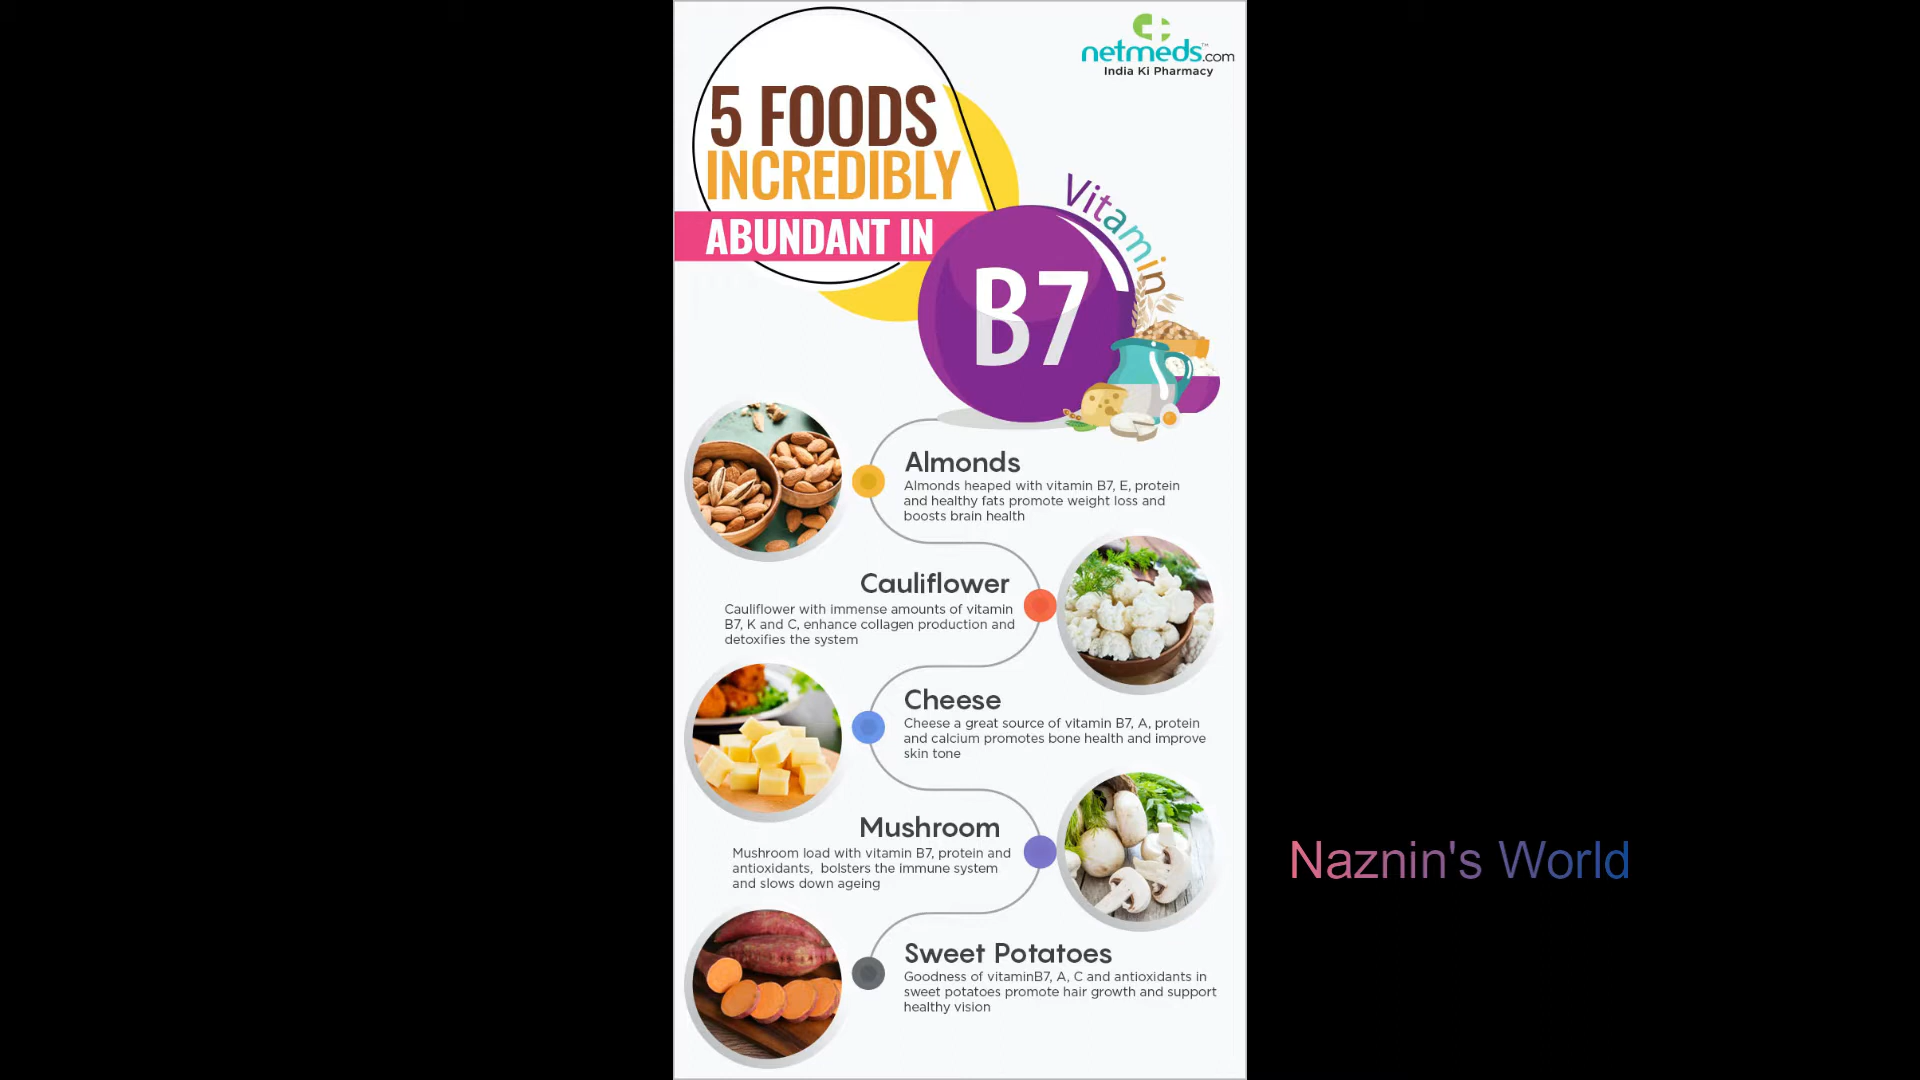 netmeds.com
India Ki Pharmacy
5 FOODS
INCREDIBLY
ABUNDANT IN
Vitamin
B7
Almonds
Almonds heaped with vitamin B7, E, protein
and healthy fats promote weight loss and
boosts brain health
Cauliflower
Cauliflower with immense amounts of vitamin
B7, K and C, enhance collagen production and
detoxifies the system
Cheese
Cheese a great source of vitamin B7, A, protein
and calcium promotes bone health and improve
skin tone
Mushroom
Mushroom load with vitamin B7, protein and
antioxidants, bolsters the immune system
and slows down ageing
Naznin's World
Sweet Potatoes
Goodness of vitaminB7, A, C and antioxidants in
sweet potatoes promote hair growth and support
healthy vision